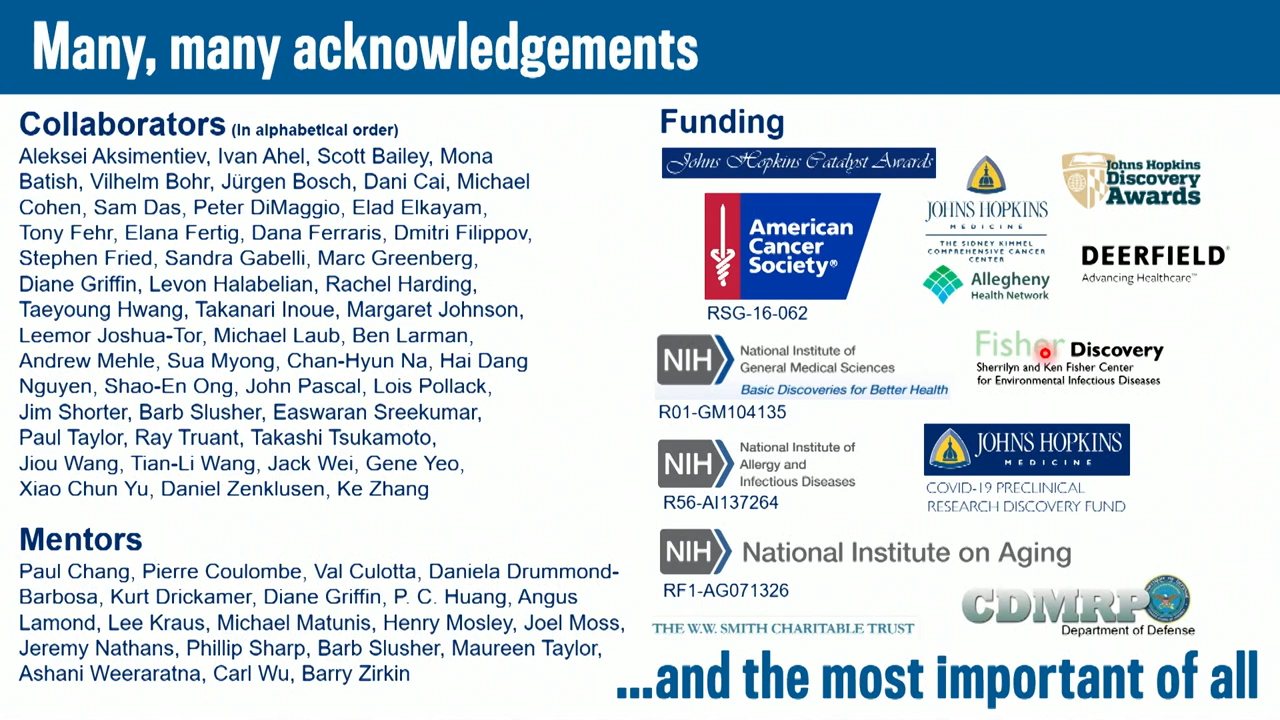 Many, many acknowledgements
Collaborators (in alphabetical order)
Aleksei Aksimentiev, Ivan Ahel, Scott Bailey, Mona
Batish, Vilhelm Bohr, Jürgen Bosch, Dani Cai, Michael
Cohen, Sam Das, Peter DiMaggio, Elad Elkayam,
Tony Fehr, Elana Fertig, Dana Ferraris, Dmitri Filippov,
Stephen Fried, Sandra Gabelli, Marc Greenberg,
Diane Griffin, Levon Halabelian, Rachel Harding,
Taeyoung Hwang, Takanari Inoue, Margaret Johnson,
Leemor Joshua-Tor, Michael Laub, Ben Larman,
Andrew Mehle, Sua Myong, Chan-Hyun Na, Hai Dang
Nguyen, Shao-En Ong, John Pascal, Lois Pollack,
Jim Shorter, Barb Slusher, Easwaran Sreekumar,
Paul Taylor, Ray Truant, Takashi Tsukamoto,
Jiou Wang, Tian-Li Wang, Jack Wei, Gene Yeo,
Xiao Chun Yu, Daniel Zenklusen, Ke Zhang
Mentors
Paul Chang, Pierre Coulombe, Val Culotta, Daniela Drummond-
Barbosa, Kurt Drickamer, Diane Griffin, P. C. Huang, Angus
Lamond, Lee Kraus, Michael Matunis, Henry Mosley, Joel Moss,
Jeremy Nathans, Phillip Sharp, Barb Slusher, Maureen Taylor,
Ashani Weeraratna, Carl Wu, Barry Zirkin
Funding
Johns Hopkins Catalyst Awards
American
Cancer
Society®
RSG-16-062
JOHNS HOPKINS
MEDICINE
THE SIDNEY KIMMEL
COMPREHENSIVE CANCER
CENTER
Johns Hopkins
Discovery
Awards
Allegheny
Health Network
DEERFIELD®
Advancing Healthcare™
NIH
National Institute of
General Medical Sciences
Basic Discoveries for Better Health
R01-GM104135
Fisher Discovery
Sherrilyn and Ken Fisher Center
for Environmental Infectious Diseases
NIH
National Institute of
Allergy and
Infectious Diseases
R56-AI137264
JOHNS HOPKINS
MEDICINE
COVID-19 PRECLINICAL
RESEARCH DISCOVERY FUND
NIH National Institute on Aging
RF1-AG071326
CDMRP
Department of Defense
THE W.W. SMITH CHARITABLE TRUST
...and the most important of all